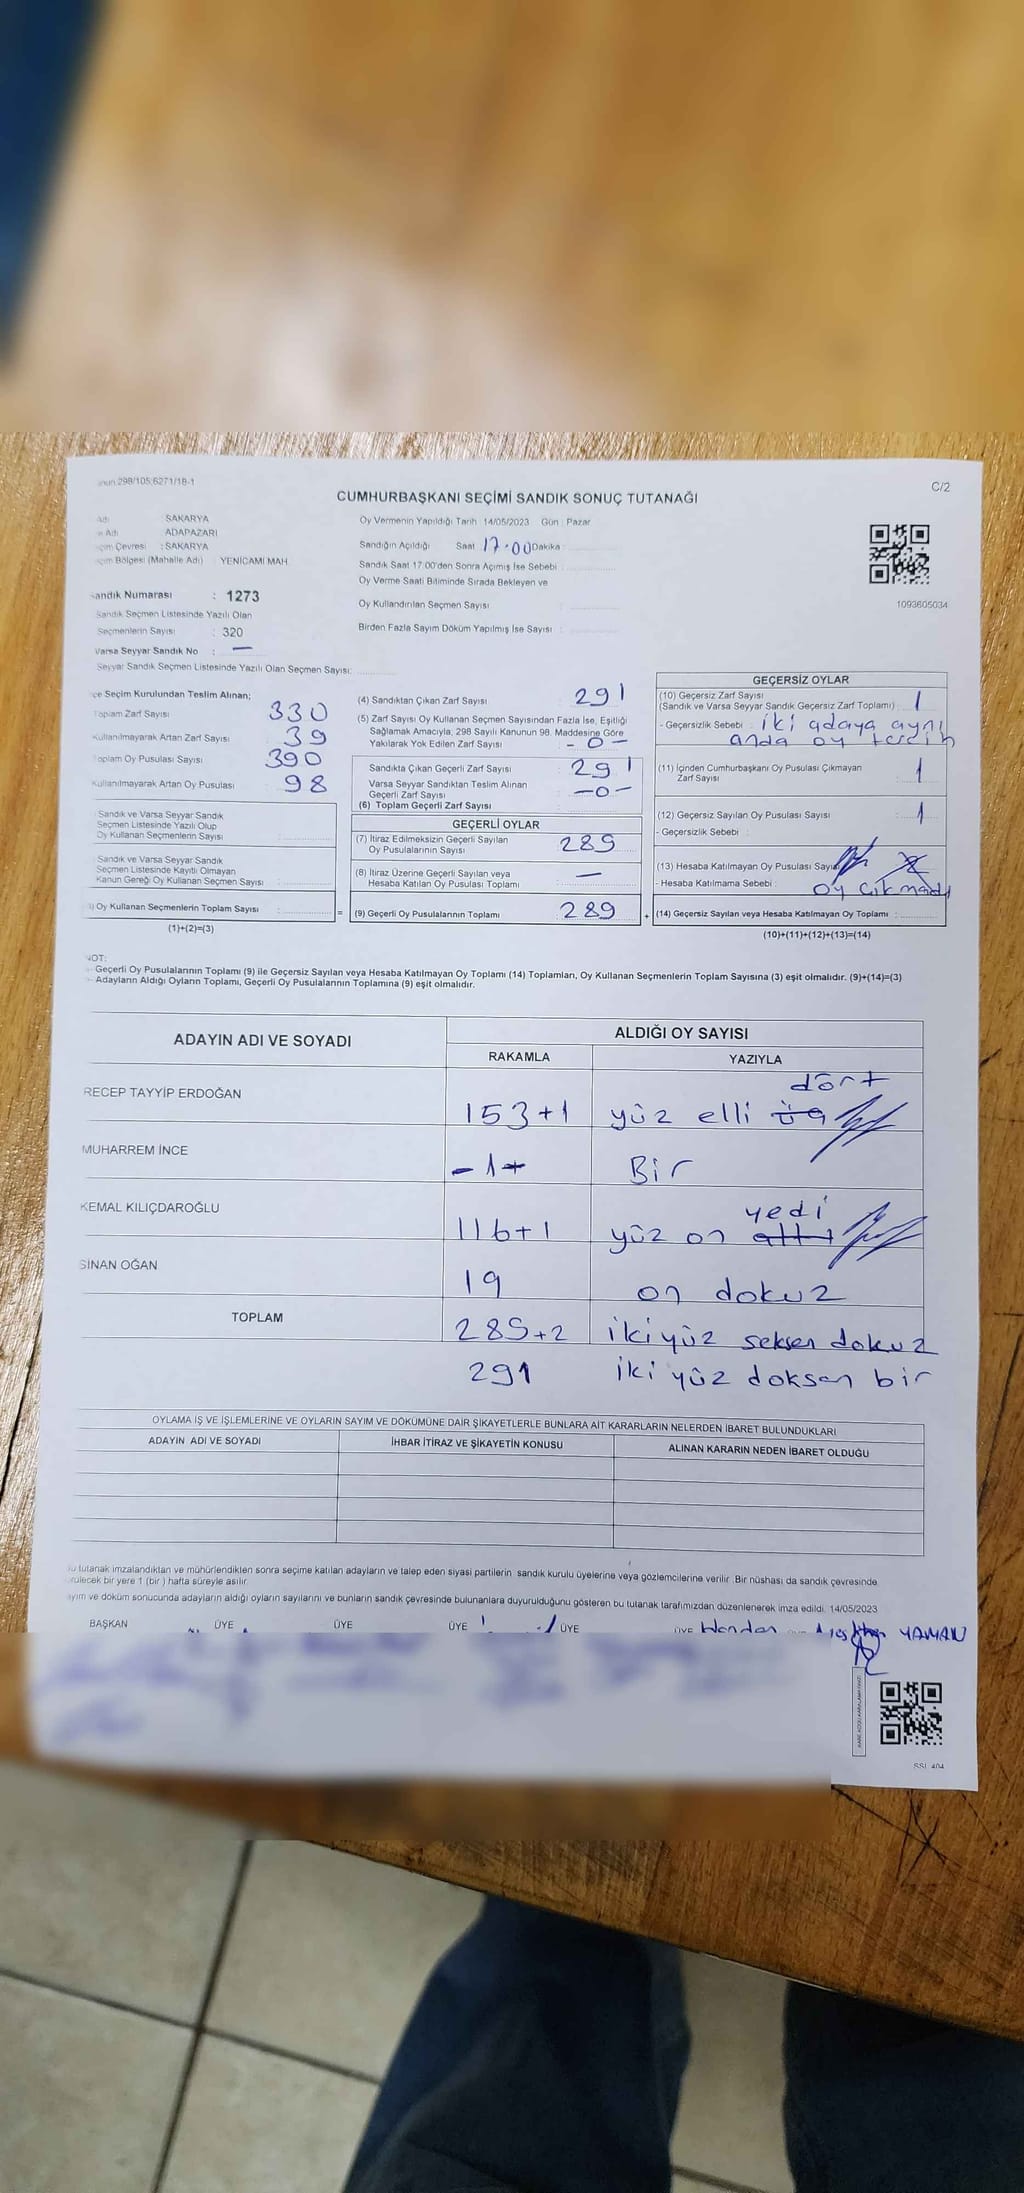 298/105:6271/18-1
C/2
CUMHURBAŞKANI SEÇİMİ SANDIK SONUÇ TUTANAĞI
Adı : SAKARYA
Adı : ADAPAZARI
Çevresi : SAKARYA
Bölgesi (Mahalle Adı) YENİCAMİ MAH.
Sandık Numarası : 1273
Sandık Seçmen Listesinde Yazılı Olan
Seçmenlerin Sayısı : 320
Varsa Seyyar Sandık No : —
Seyyar Sandık Seçmen Listesinde Yazılı Olan Seçmen Sayısı:
Oy Vermenin Yapıldığı Tarih 14/05/2023 Gün : Pazar
Sandığın Açıldığı Saat 17.00 Dakika :
Sandık Saat 17.00'den Sonra Açımış İse Sebebi :
Oy Verme Saati Bitiminde Sırada Bekleyen ve
Oy Kullandırılan Seçmen Sayısı :
Birden Fazla Sayım Döküm Yapılmış İse Sayısı :
1093605034
Seçim Kurulundan Teslim Alınan;
Toplam Zarf Sayısı 330
Kullanılmayarak Artan Zarf Sayısı 39
Toplam Oy Pusulası Sayısı 390
Kullanılmayarak Artan Oy Pusulası 98
Sandık ve Varsa Seyyar Sandık
Seçmen Listesinde Yazılı Olup
Oy Kullanan Seçmenlerin Sayısı :
Sandık ve Varsa Seyyar Sandık
Seçmen Listesinde Kayıtlı Olmayan
Kanun Gereği Oy Kullanan Seçmen Sayısı :
Oy Kullanan Seçmenlerin Toplam Sayısı :
(1)+(2)=(3)
(4) Sandıktan Çıkan Zarf Sayısı : 291
(5) Zarf Sayısı Oy Kullanan Seçmen Sayısından Fazla İse, Eşitliği
Sağlamak Amacıyla, 298 Sayılı Kanunun 98. Maddesine Göre
Yakılarak Yok Edilen Zarf Sayısı : -0-
Sandıkta Çıkan Geçerli Zarf Sayısı : 291
Varsa Seyyar Sandıktan Teslim Alınan
Geçerli Zarf Sayısı : -0-
(6) Toplam Geçerli Zarf Sayısı :
GEÇERLİ OYLAR
(7) İtiraz Edilmeksizin Geçerli Sayılan
Oy Pusulalarının Sayısı : 289
(8) İtiraz Üzerine Geçerli Sayılan veya
Hesaba Katılan Oy Pusulası Toplamı : —
= (9) Geçerli Oy Pusulalarının Toplamı : 289
GEÇERSİZ OYLAR
(10) Geçersiz Zarf Sayısı
(Sandık ve Varsa Seyyar Sandık Geçersiz Zarf Toplamı) : 1
- Geçersizlik Sebebi : iki adaya aynı
anda oy tercih
(11) İçinden Cumhurbaşkanı Oy Pusulası Çıkmayan
Zarf Sayısı : 1
(12) Geçersiz Sayılan Oy Pusulası Sayısı : 1
- Geçersizlik Sebebi :
(13) Hesaba Katılmayan Oy Pusulası Sayısı
- Hesaba Katılmama Sebebi : oy çıkmadı
+ (14) Geçersiz Sayılan veya Hesaba Katılmayan Oy Toplamı :
(10)+(11)+(12)+(13)=(14)
NOT:
- Geçerli Oy Pusulalarının Toplamı (9) ile Geçersiz Sayılan veya Hesaba Katılmayan Oy Toplamı (14) Toplamları, Oy Kullanan Seçmenlerin Toplam Sayısına (3) eşit olmalıdır. (9)+(14)=(3)
- Adayların Aldığı Oyların Toplamı, Geçerli Oy Pusulalarının Toplamına (9) eşit olmalıdır.
ADAYIN ADI VE SOYADI
ALDIĞI OY SAYISI
RAKAMLA YAZIYLA
RECEP TAYYİP ERDOĞAN 153+1 yüz elli üç dört
MUHARREM İNCE -1- Bir
KEMAL KILIÇDAROĞLU 116+1 yüz on altı yedi
SİNAN OĞAN 19 on dokuz
TOPLAM 289+2 iki yüz seksen dokuz
291 iki yüz doksan bir
OYLAMA İŞ VE İŞLEMLERİNE VE OYLARIN SAYIM VE DÖKÜMÜNE DAİR ŞİKAYETLERLE BUNLARA AİT KARARLARIN NELERDEN İBARET BULUNDUKLARI
ADAYIN ADI VE SOYADI İHBAR İTİRAZ VE ŞİKAYETİN KONUSU ALINAN KARARIN NEDEN İBARET OLDUĞU
Bu tutanak imzalandıktan ve mühürlendikten sonra seçime katılan adayların ve talep eden siyasi partilerin sandık kurulu üyelerine veya gözlemcilerine verilir. Bir nüshası da sandık çevresinde
bir yere 1 (bir) hafta süreyle asılır.
ve döküm sonucunda adayların aldığı oyların sayılarını ve bunların sandık çevresinde bulunanlara duyurulduğunu gösteren bu tutanak tarafımızdan düzenlenerek imza edildi. 14/05/2023
BAŞKAN ÜYE ÜYE ÜYE ÜYE ÜYE YAMAN